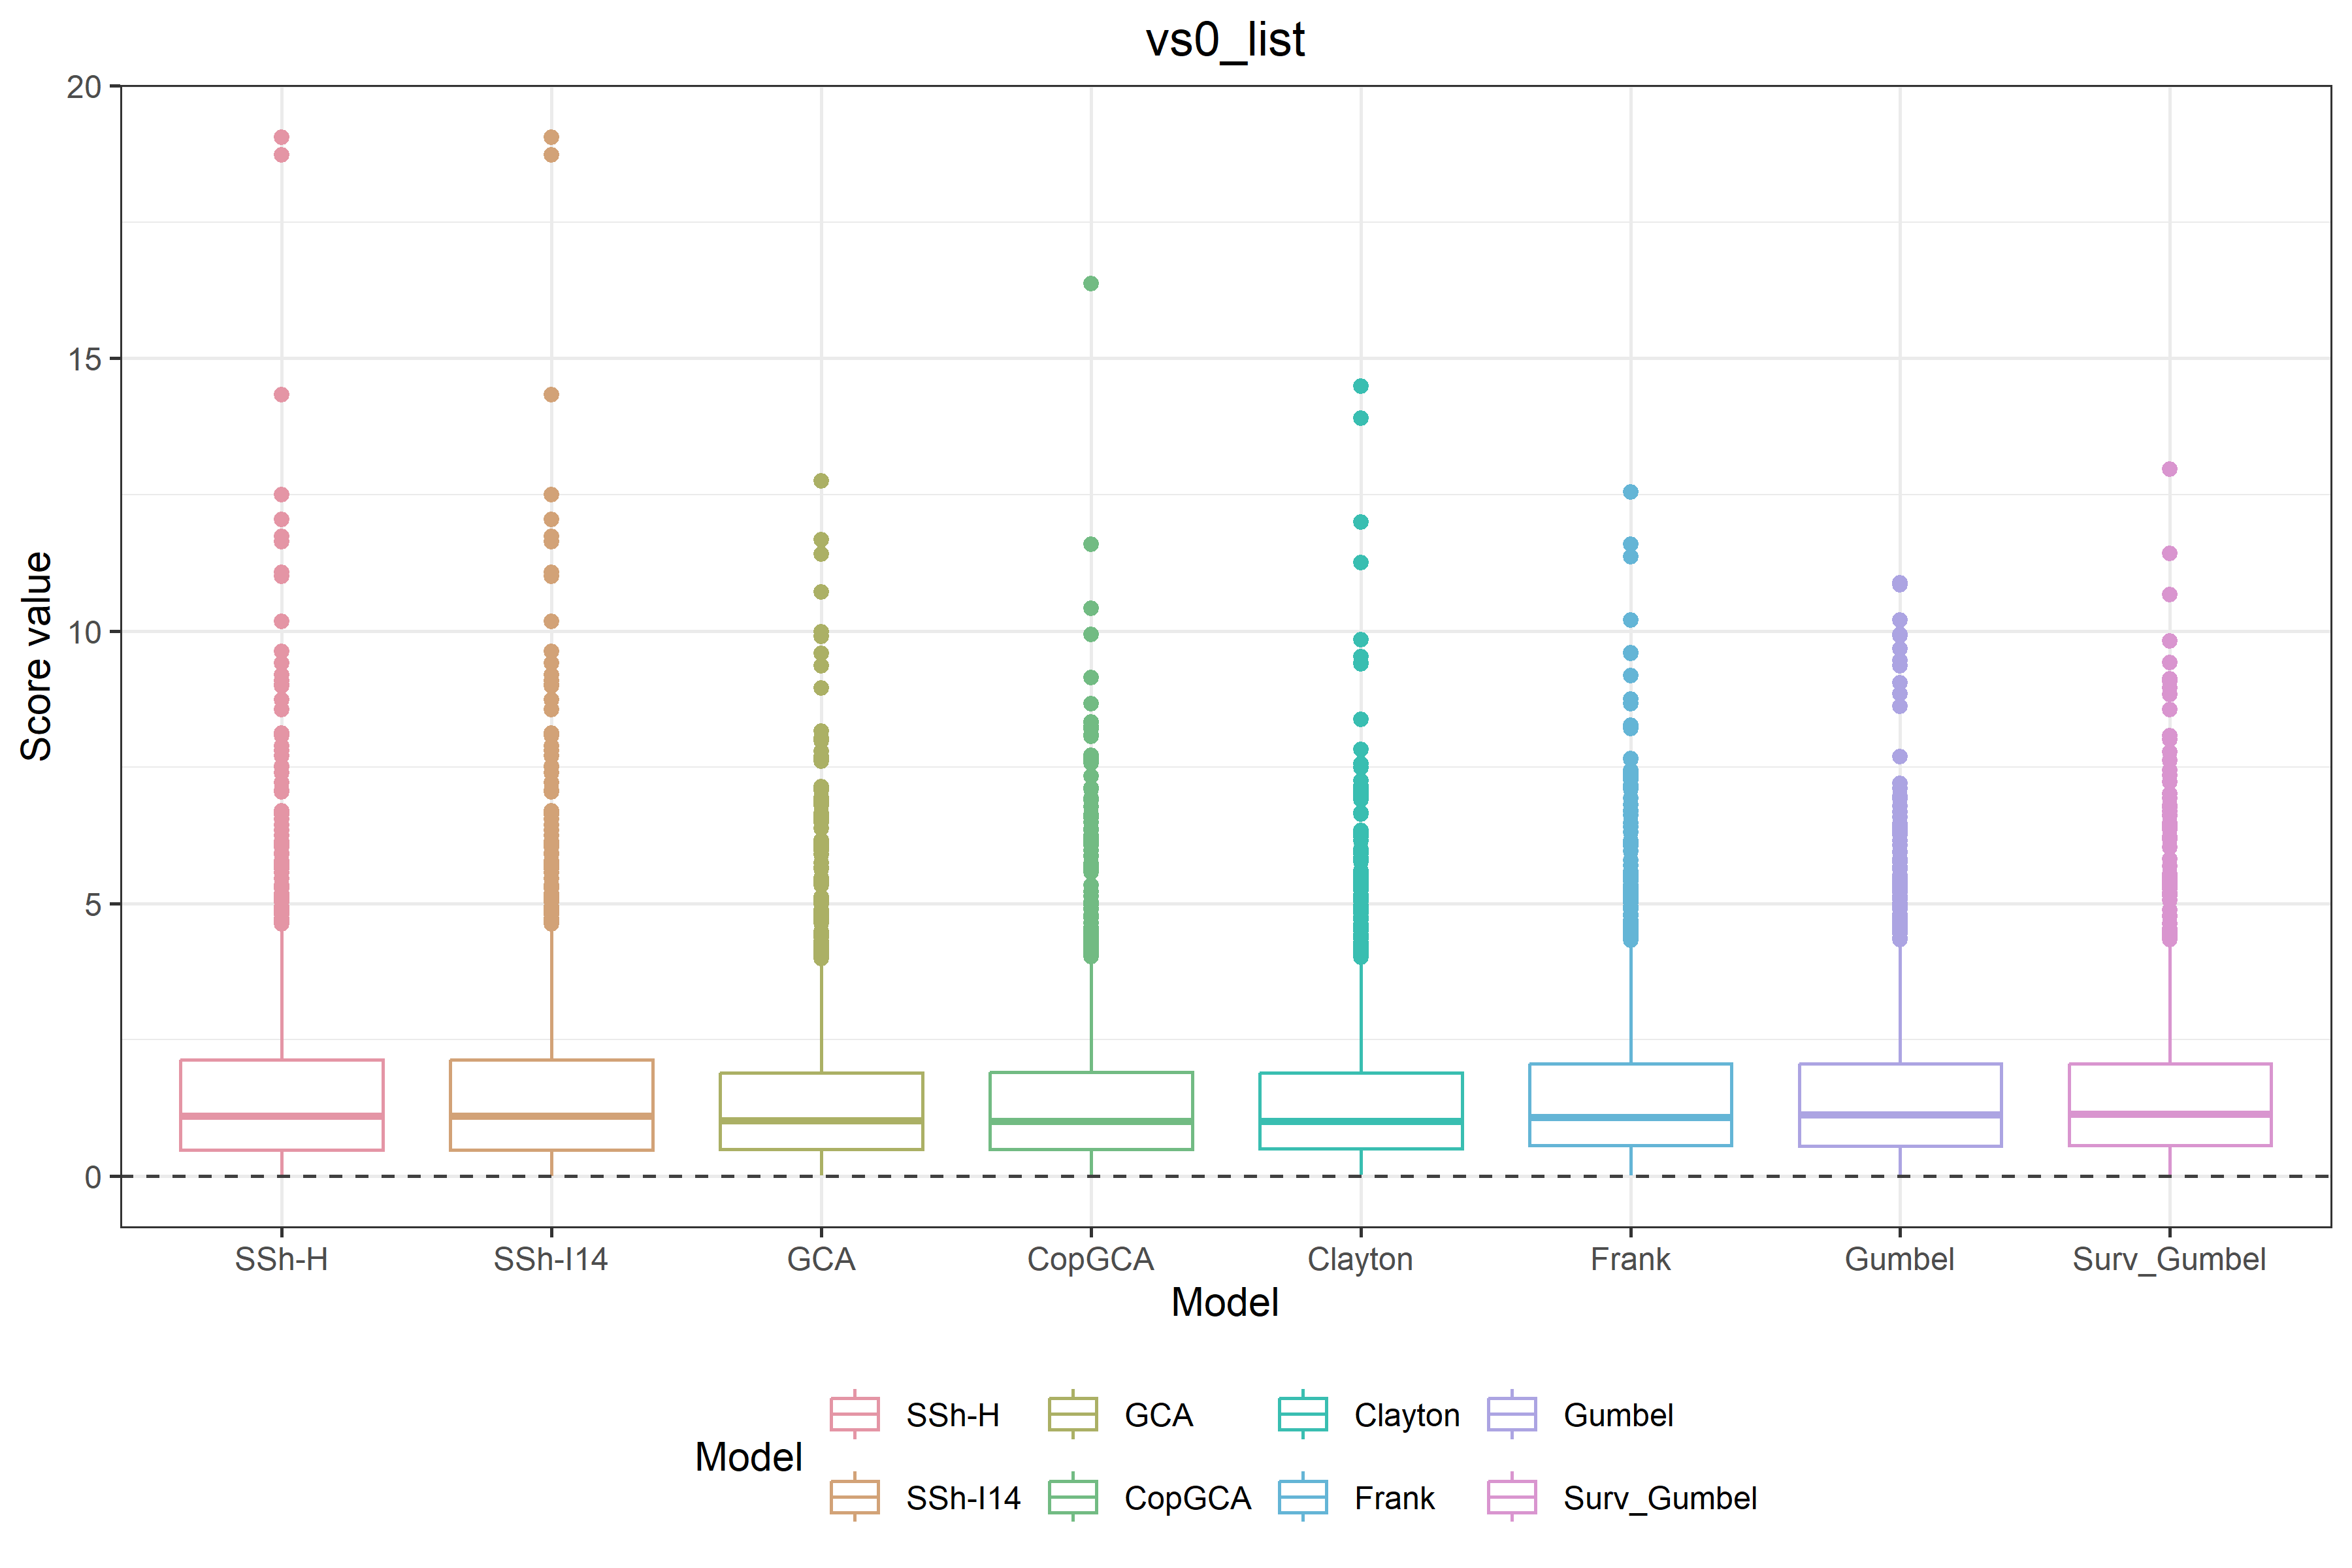 vs0_list
20
15
10
5
0
Score value
SSh-H SSh-I14 GCA CopGCA Clayton Frank Gumbel Surv_Gumbel
Model
Model
SSh-H GCA Clayton Gumbel
SSh-I14 CopGCA Frank Surv_Gumbel